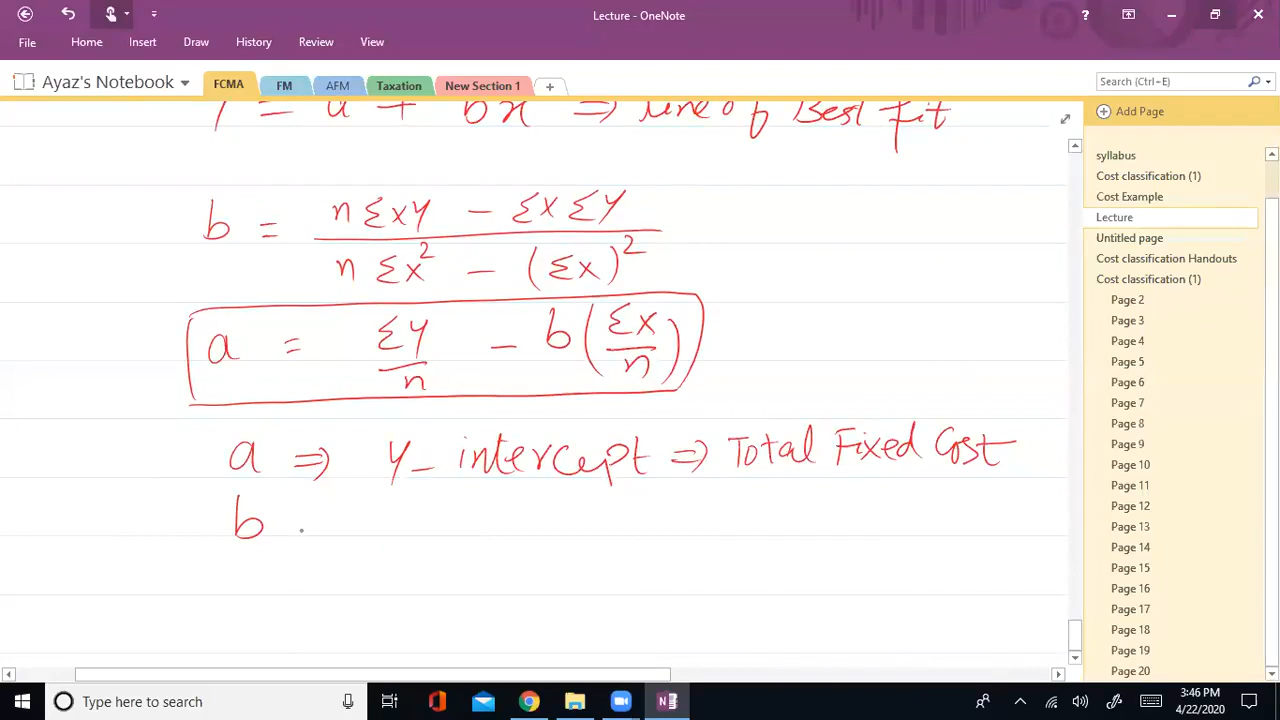 Lecture - OneNote
File Home Insert Draw History Review View
Ayaz's Notebook FCMA FM AFM Taxation New Section 1
Search (Ctrl+E)
Add Page
y = a + bx ⇒ line of Best fit
b = (nΣxy - ΣxΣy) / (nΣx² - (Σx)²)
a = Σy/n - b(Σx/n)
a ⇒ y-intercept ⇒ Total Fixed Cost
b
syllabus
Cost classification (1)
Cost Example
Lecture
Untitled page
Cost classification Handouts
Cost classification (1)
Page 2
Page 3
Page 4
Page 5
Page 6
Page 7
Page 8
Page 9
Page 10
Page 11
Page 12
Page 13
Page 14
Page 15
Page 16
Page 17
Page 18
Page 19
Page 20
Type here to search
3:46 PM
4/22/2020